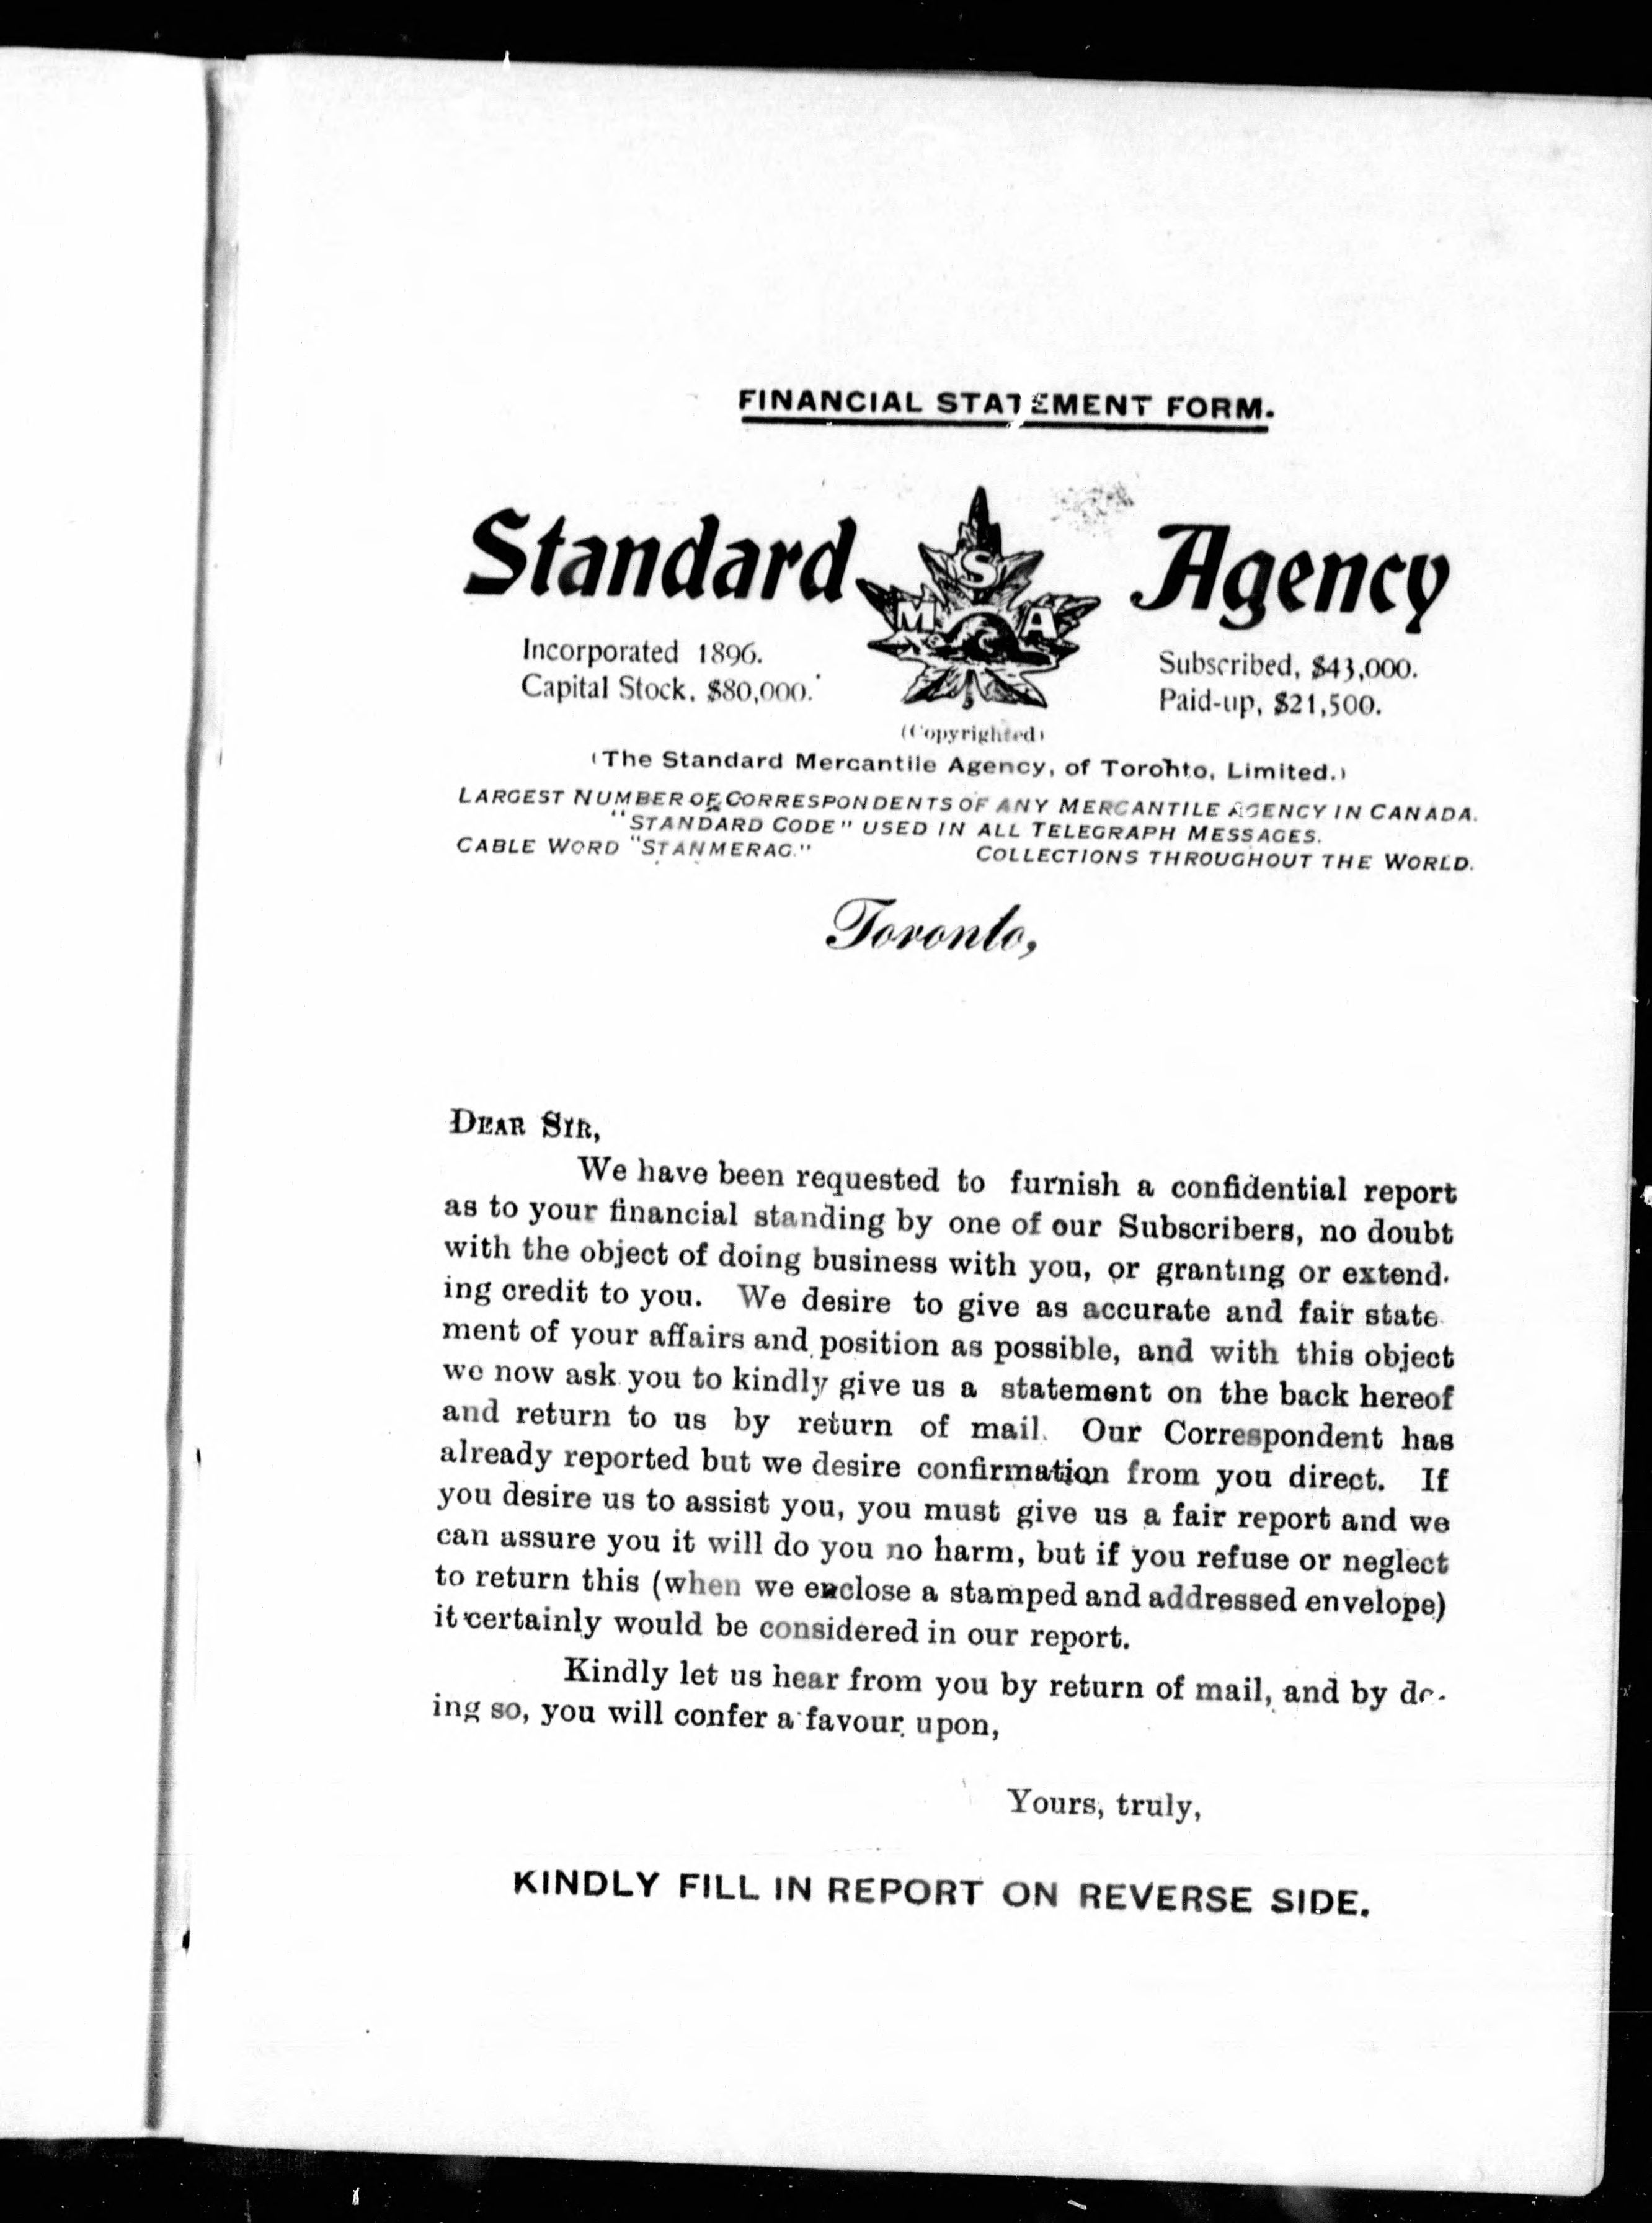 FINANCIAL STATEMENT FORM.
Standard Agency
S
M A
Incorporated 1896.
Capital Stock, $80,000.
Subscribed, $43,000.
Paid-up, $21,500.
(Copyrighted)
(The Standard Mercantile Agency, of Toronto, Limited.)
LARGEST NUMBER OF CORRESPONDENTS OF ANY MERCANTILE AGENCY IN CANADA.
"STANDARD CODE" USED IN ALL TELEGRAPH MESSAGES.
CABLE WORD "STANMERAG." COLLECTIONS THROUGHOUT THE WORLD.
Toronto,
DEAR SIR,
We have been requested to furnish a confidential report
as to your financial standing by one of our Subscribers, no doubt
with the object of doing business with you, or granting or extend-
ing credit to you. We desire to give as accurate and fair state-
ment of your affairs and position as possible, and with this object
we now ask you to kindly give us a statement on the back hereof
and return to us by return of mail. Our Correspondent has
already reported but we desire confirmation from you direct. If
you desire us to assist you, you must give us a fair report and we
can assure you it will do you no harm, but if you refuse or neglect
to return this (when we enclose a stamped and addressed envelope)
it certainly would be considered in our report.
Kindly let us hear from you by return of mail, and by do-
ing so, you will confer a favour upon,
Yours, truly,
KINDLY FILL IN REPORT ON REVERSE SIDE.